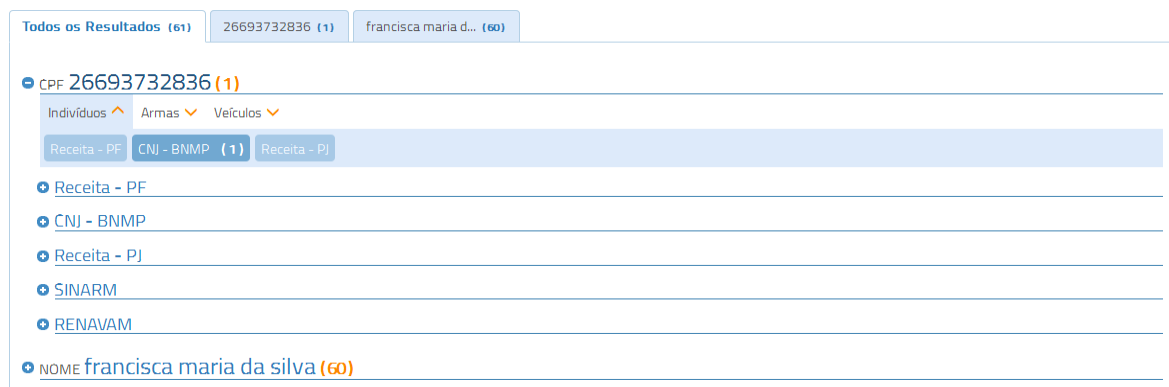 Todos os Resultados (61) 26693732836 (1) francisca maria d... (60)
CPF 26693732836 (1)
Indivíduos Armas Veículos
Receita - PF CNJ - BNMP (1) Receita - PJ
Receita - PF
CNJ - BNMP
Receita - PJ
SINARM
RENAVAM
NOME francisca maria da silva (60)